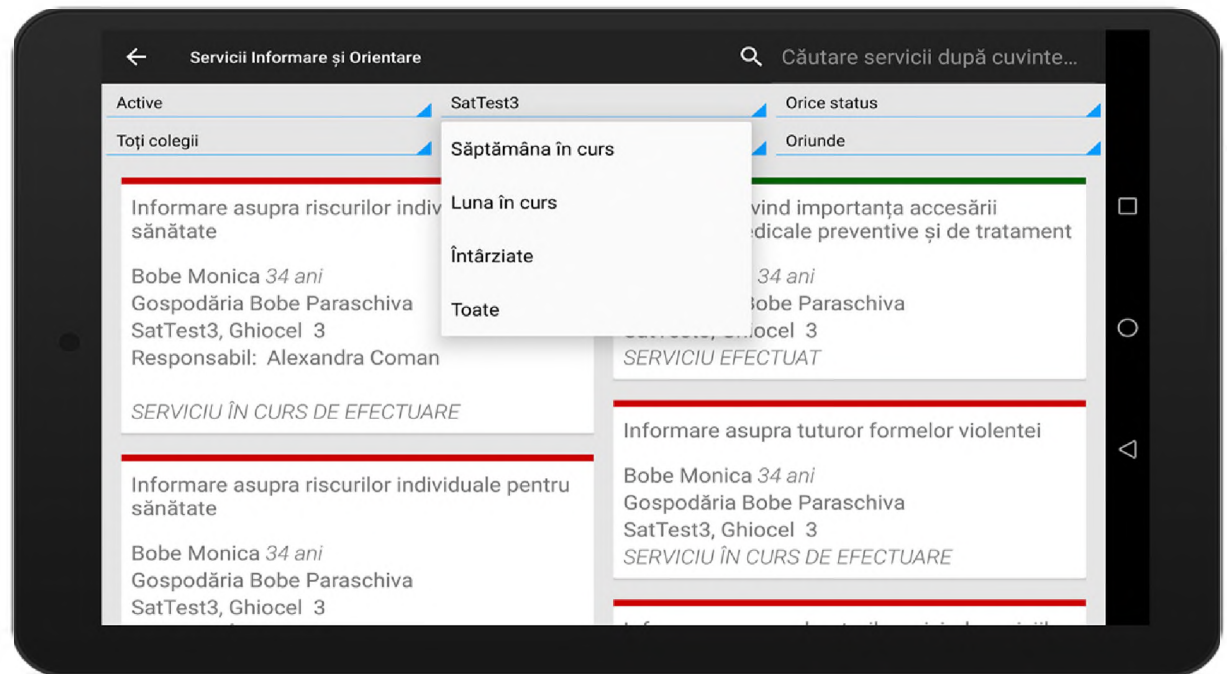 Servicii Informare și Orientare
Căutare servicii după cuvinte...
Active
SatTest3
Orice status
Toți colegii
Oriunde
Săptămâna în curs
Luna în curs
Întârziate
Toate
Informare asupra riscurilor indiv
sănătate
Bobe Monica 34 ani
Gospodăria Bobe Paraschiva
SatTest3, Ghiocel 3
Responsabil: Alexandra Coman
SERVICIU ÎN CURS DE EFECTUARE
Informare asupra riscurilor individuale pentru
sănătate
Bobe Monica 34 ani
Gospodăria Bobe Paraschiva
SatTest3, Ghiocel 3
vind importanța accesării
dicale preventive și de tratament
34 ani
Bobe Paraschiva
3
SERVICIU EFECTUAT
Informare asupra tuturor formelor violentei
Bobe Monica 34 ani
Gospodăria Bobe Paraschiva
SatTest3, Ghiocel 3
SERVICIU ÎN CURS DE EFECTUARE